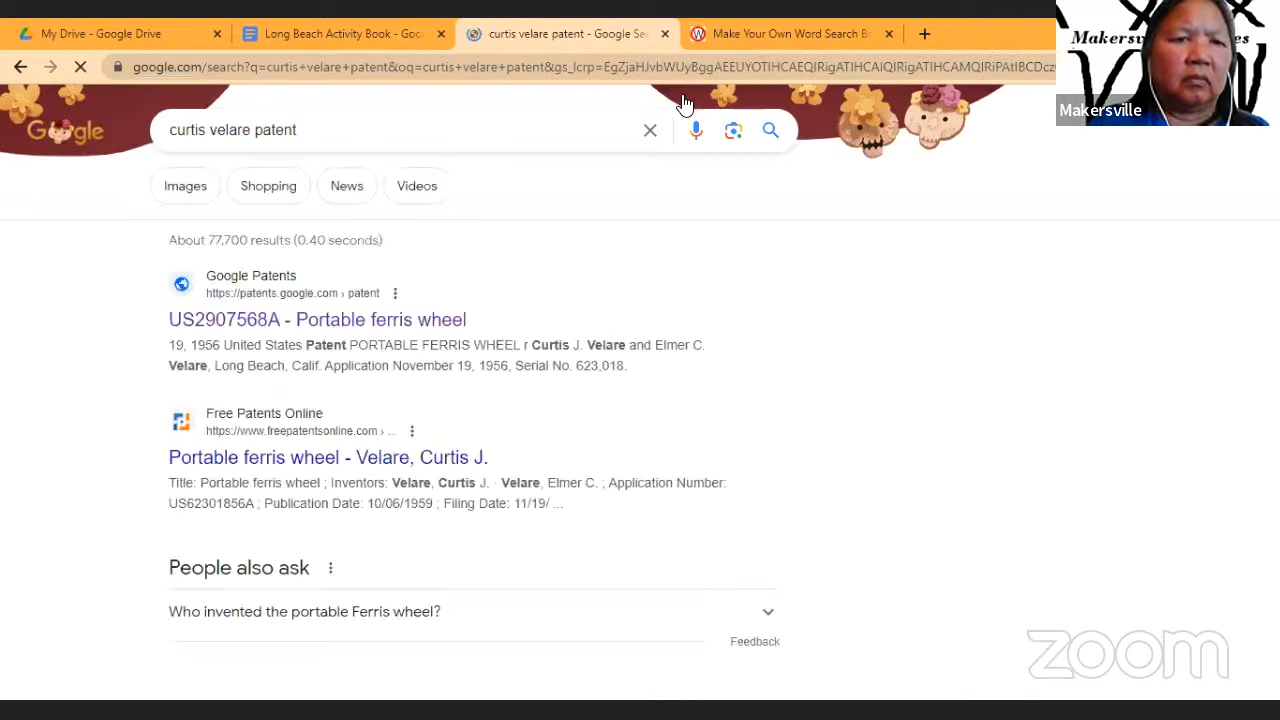 My Drive - Google Drive
Long Beach Activity Book - Goo
curtis velare patent - Google Se
Make Your Own Word Search Bo
google.com/search?q=curtis+velare+patent&oq=curtis+velare+patent&gs_lcrp=
Makersville
Google
curtis velare patent
Images
Shopping
News
Videos
About 77,700 results (0.40 seconds)
Google Patents
https://patents.google.com › patent
US2907568A - Portable ferris wheel
19, 1956 United States Patent PORTABLE FERRIS WHEEL r Curtis J. Velare and Elmer C.
Velare, Long Beach, Calif. Application November 19, 1956, Serial No. 623,018.
Free Patents Online
https://www.freepatentsonline.com › ...
Portable ferris wheel - Velare, Curtis J.
Title: Portable ferris wheel ; Inventors: Velare, Curtis J. · Velare, Elmer C. ; Application Number:
US62301856A ; Publication Date: 10/06/1959 ; Filing Date: 11/19/ ...
People also ask
Who invented the portable Ferris wheel?
Feedback
zoom